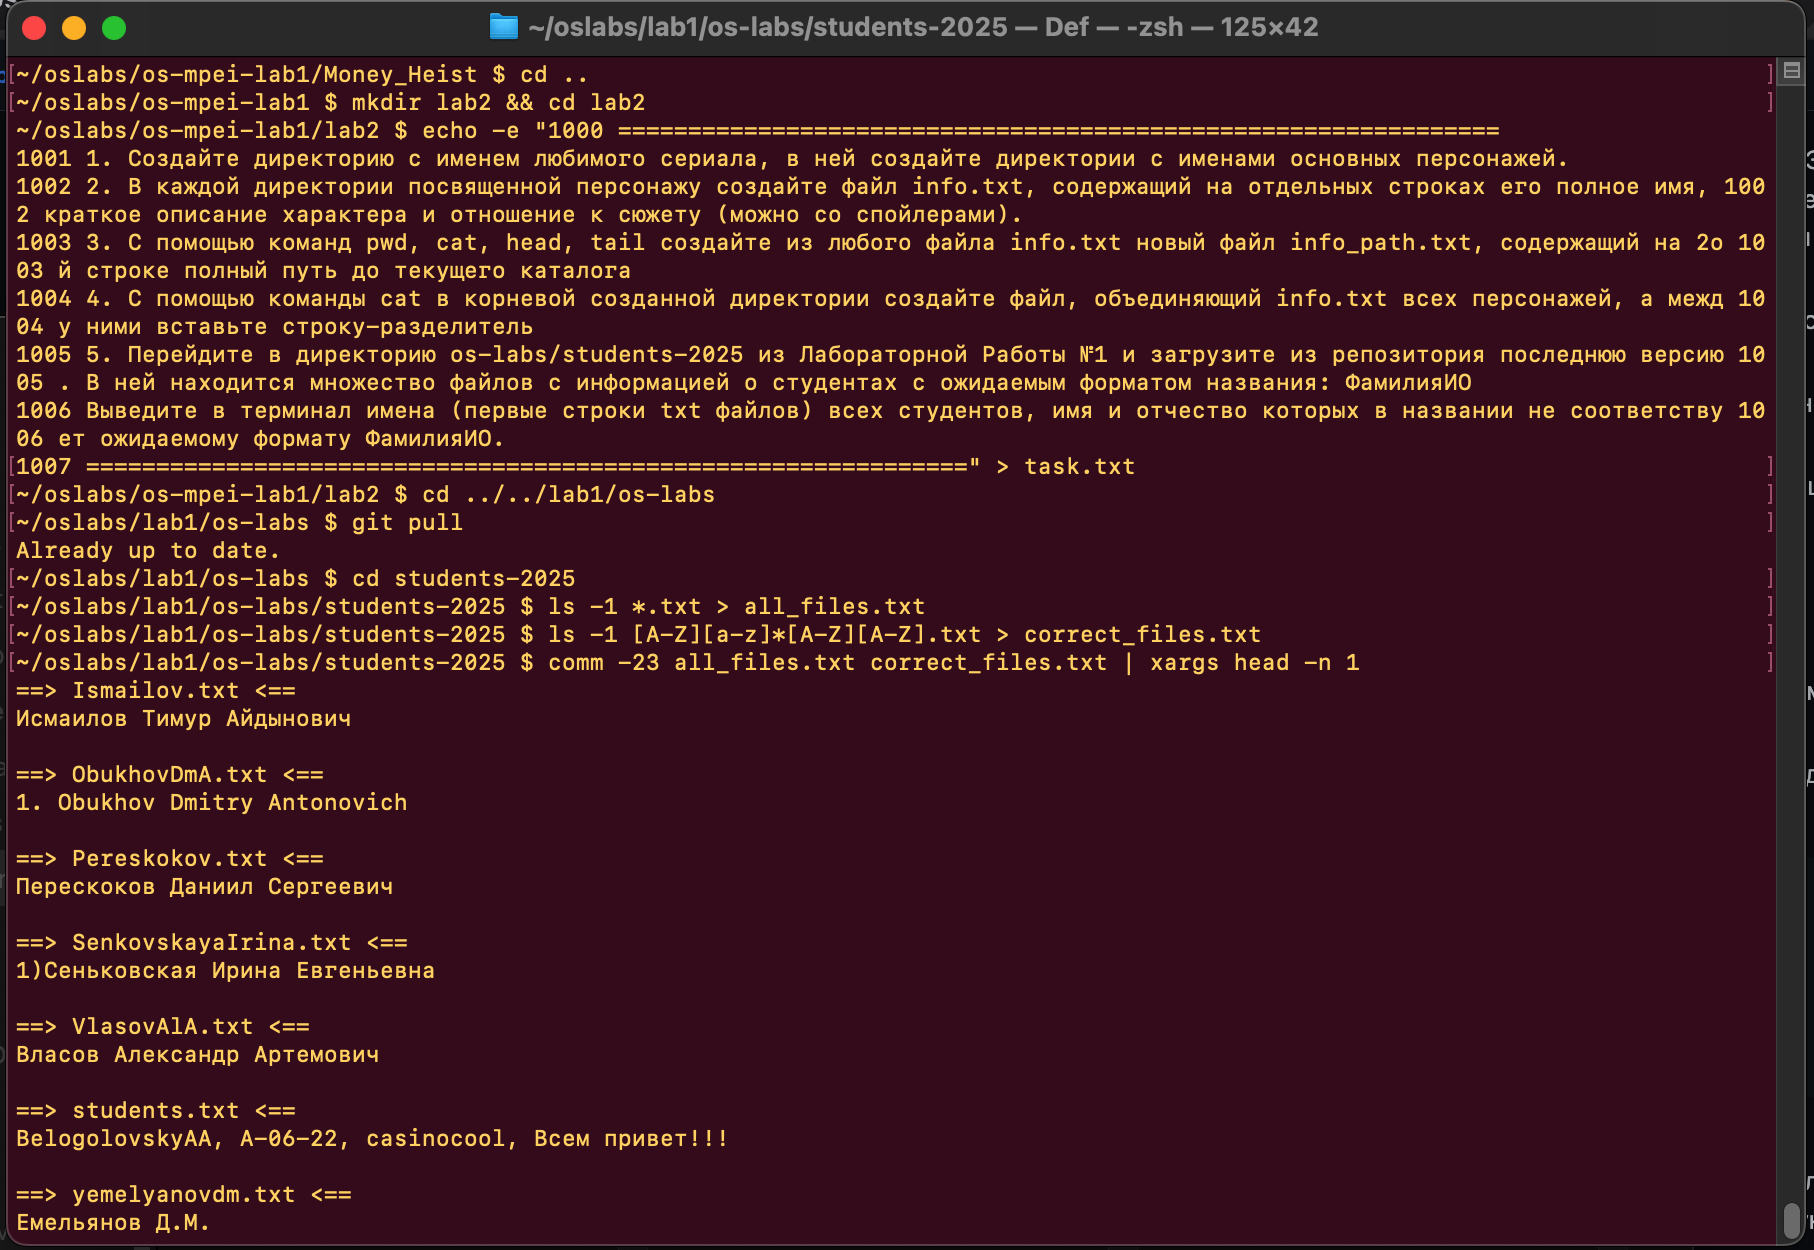 ~/oslabs/lab1/os-labs/students-2025 — Def — -zsh — 125×42
[~/oslabs/os-mpei-lab1/Money_Heist $ cd .. ]
[~/oslabs/os-mpei-lab1 $ mkdir lab2 && cd lab2 ]
~/oslabs/os-mpei-lab1/lab2 $ echo -e "1000 ===============================================================
1001 1. Создайте директорию с именем любимого сериала, в ней создайте директории с именами основных персонажей.
1002 2. В каждой директории посвященной персонажу создайте файл info.txt, содержащий на отдельных строках его полное имя, 100
2 краткое описание характера и отношение к сюжету (можно со спойлерами).
1003 3. С помощью команд pwd, cat, head, tail создайте из любого файла info.txt новый файл info_path.txt, содержащий на 2о 10
03 й строке полный путь до текущего каталога
1004 4. С помощью команды cat в корневой созданной директории создайте файл, объединяющий info.txt всех персонажей, а межд 10
04 у ними вставьте строку-разделитель
1005 5. Перейдите в директорию os-labs/students-2025 из Лабораторной Работы №1 и загрузите из репозитория последнюю версию 10
05 . В ней находится множество файлов с информацией о студентах с ожидаемым форматом названия: ФамилияИО
1006 Выведите в терминал имена (первые строки txt файлов) всех студентов, имя и отчество которых в названии не соответству 10
06 ет ожидаемому формату ФамилияИО.
[1007 ===============================================================" > task.txt ]
[~/oslabs/os-mpei-lab1/lab2 $ cd ../../lab1/os-labs ]
[~/oslabs/lab1/os-labs $ git pull ]
Already up to date.
[~/oslabs/lab1/os-labs $ cd students-2025 ]
[~/oslabs/lab1/os-labs/students-2025 $ ls -1 *.txt > all_files.txt ]
[~/oslabs/lab1/os-labs/students-2025 $ ls -1 [A-Z][a-z]*[A-Z][A-Z].txt > correct_files.txt ]
[~/oslabs/lab1/os-labs/students-2025 $ comm -23 all_files.txt correct_files.txt | xargs head -n 1 ]
==> Ismailov.txt <==
Исмаилов Тимур Айдынович
==> ObukhovDmA.txt <==
1. Obukhov Dmitry Antonovich
==> Pereskokov.txt <==
Перескоков Даниил Сергеевич
==> SenkovskayaIrina.txt <==
1)Сеньковская Ирина Евгеньевна
==> VlasovAlA.txt <==
Власов Александр Артемович
==> students.txt <==
BelogolovskyAA, A-06-22, casinocool, Всем привет!!!
==> yemelyanovdm.txt <==
Емельянов Д.М.